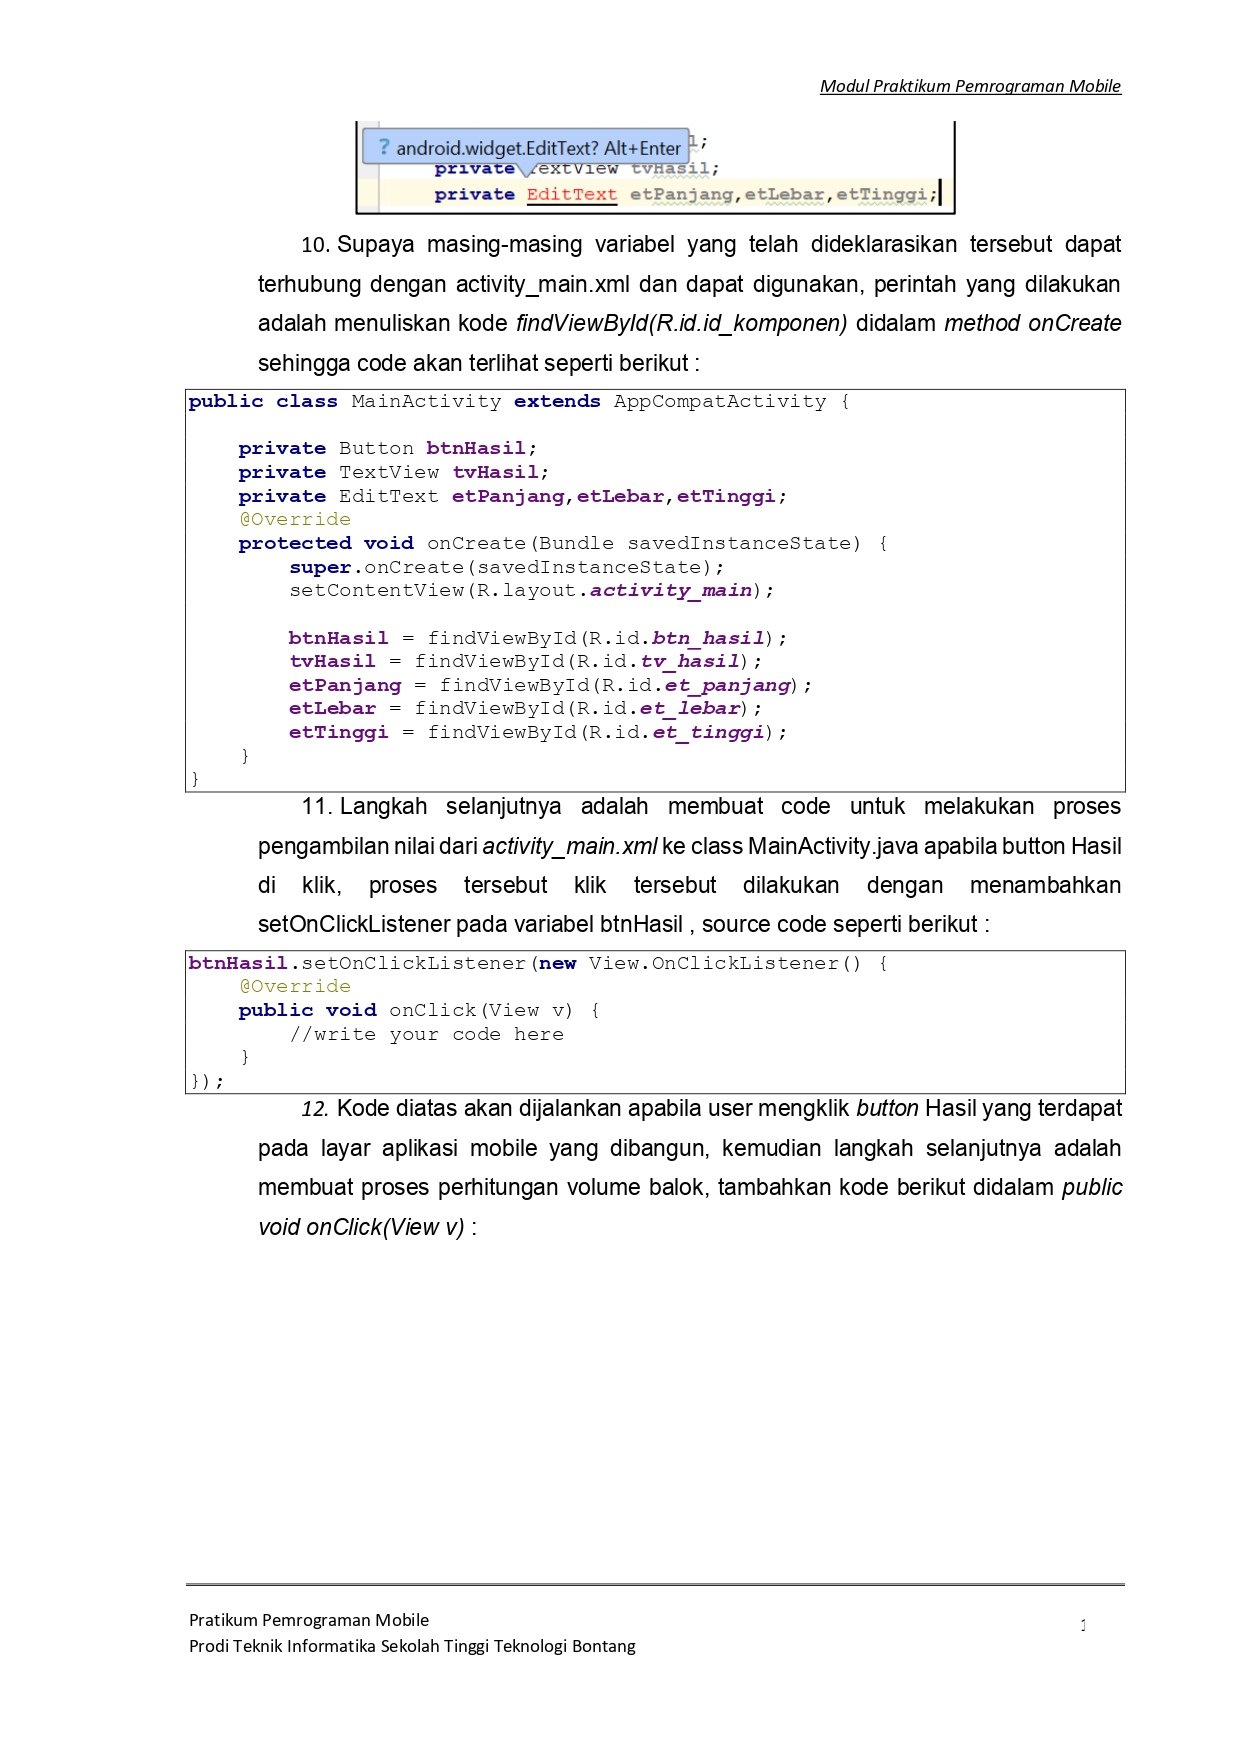 Modul Praktikum Pemrograman Mobile
? android.widget.EditText? Alt+Enter l;
private TextView tvHasil;
private EditText etPanjang,etLebar,etTinggi;
10. Supaya masing-masing variabel yang telah dideklarasikan tersebut dapat
terhubung dengan activity_main.xml dan dapat digunakan, perintah yang dilakukan
adalah menuliskan kode findViewById(R.id.id_komponen) didalam method onCreate
sehingga code akan terlihat seperti berikut :
public class MainActivity extends AppCompatActivity {
private Button btnHasil;
private TextView tvHasil;
private EditText etPanjang,etLebar,etTinggi;
@Override
protected void onCreate(Bundle savedInstanceState) {
super.onCreate(savedInstanceState);
setContentView(R.layout.activity_main);
btnHasil = findViewById(R.id.btn_hasil);
tvHasil = findViewById(R.id.tv_hasil);
etPanjang = findViewById(R.id.et_panjang);
etLebar = findViewById(R.id.et_lebar);
etTinggi = findViewById(R.id.et_tinggi);
}
}
11. Langkah selanjutnya adalah membuat code untuk melakukan proses
pengambilan nilai dari activity_main.xml ke class MainActivity.java apabila button Hasil
di klik, proses tersebut klik tersebut dilakukan dengan menambahkan
setOnClickListener pada variabel btnHasil , source code seperti berikut :
btnHasil.setOnClickListener(new View.OnClickListener() {
@Override
public void onClick(View v) {
//write your code here
}
});
12. Kode diatas akan dijalankan apabila user mengklik button Hasil yang terdapat
pada layar aplikasi mobile yang dibangun, kemudian langkah selanjutnya adalah
membuat proses perhitungan volume balok, tambahkan kode berikut didalam public
void onClick(View v) :
Pratikum Pemrograman Mobile
1
Prodi Teknik Informatika Sekolah Tinggi Teknologi Bontang